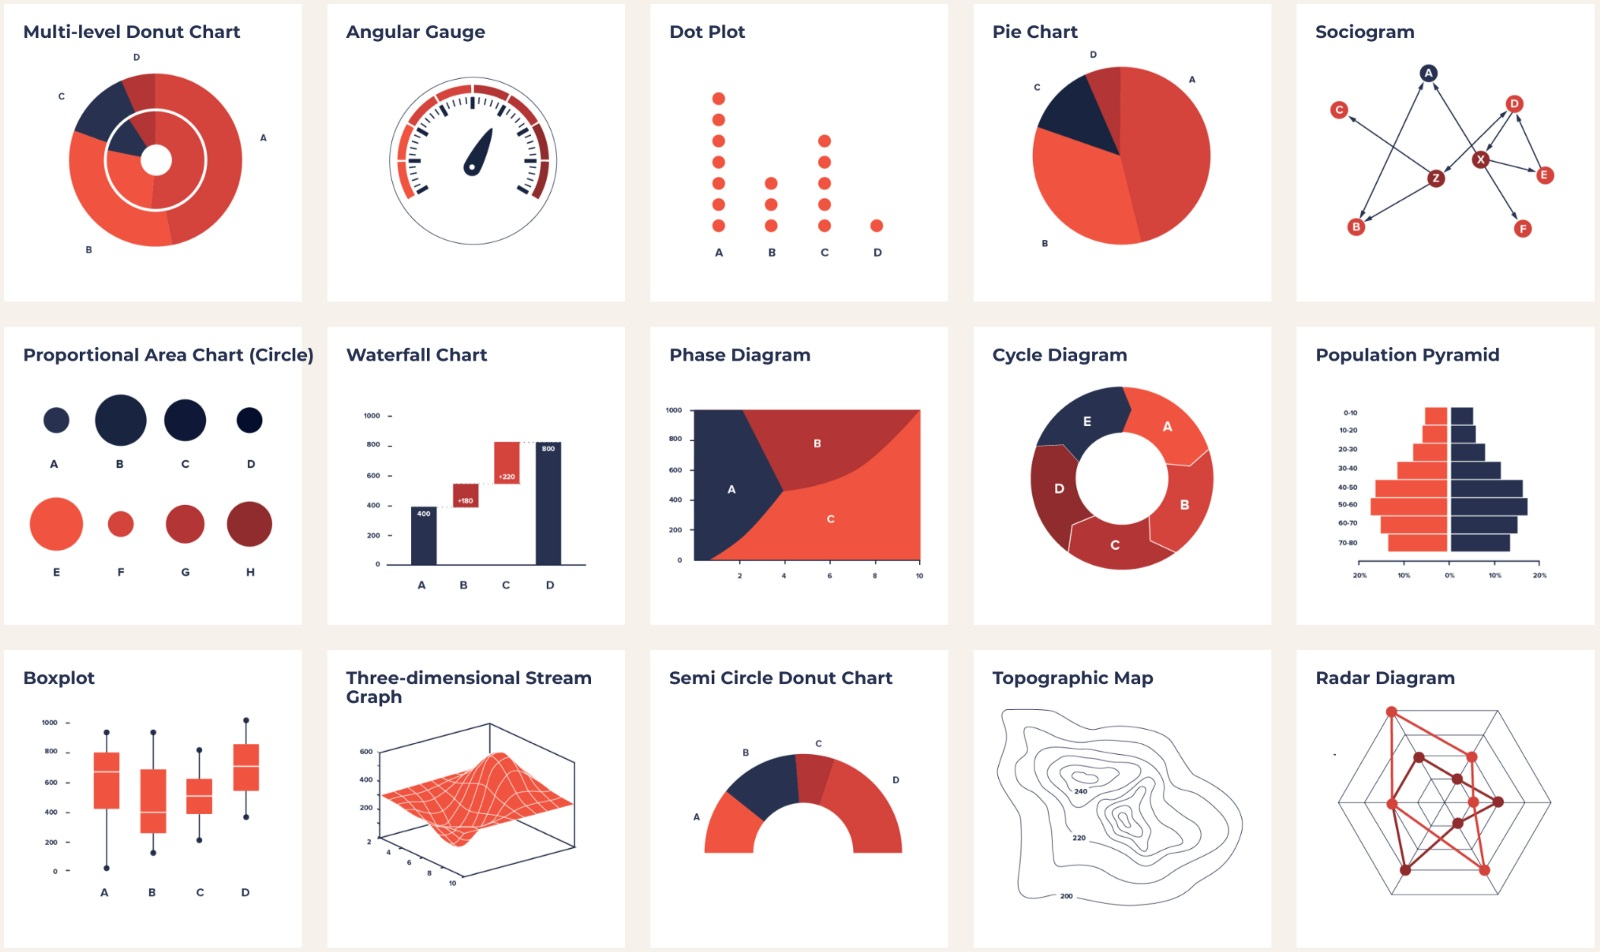 Multi-level Donut Chart
D
C
A
B
Angular Gauge
Dot Plot
A B C D
Pie Chart
D
A
C
B
Sociogram
A
D
C
X
E
Z
B
F
Proportional Area Chart (Circle)
A B C D
E F G H
Waterfall Chart
1000
800
800
600
+220
+180
400
400
200
0
A B C D
Phase Diagram
1000
800
B
600
A
400
C
200
0
2 4 6 8 10
Cycle Diagram
E A
D B
C
Population Pyramid
0-10
10-20
20-30
30-40
40-50
50-60
60-70
70-80
20% 10% 0% 10% 20%
Boxplot
1000
800
600
400
200
0
A B C D
Three-dimensional Stream
Graph
600
400
200
2
4
6
8
10
Semi Circle Donut Chart
C
B
D
A
Topographic Map
240
220
200
Radar Diagram